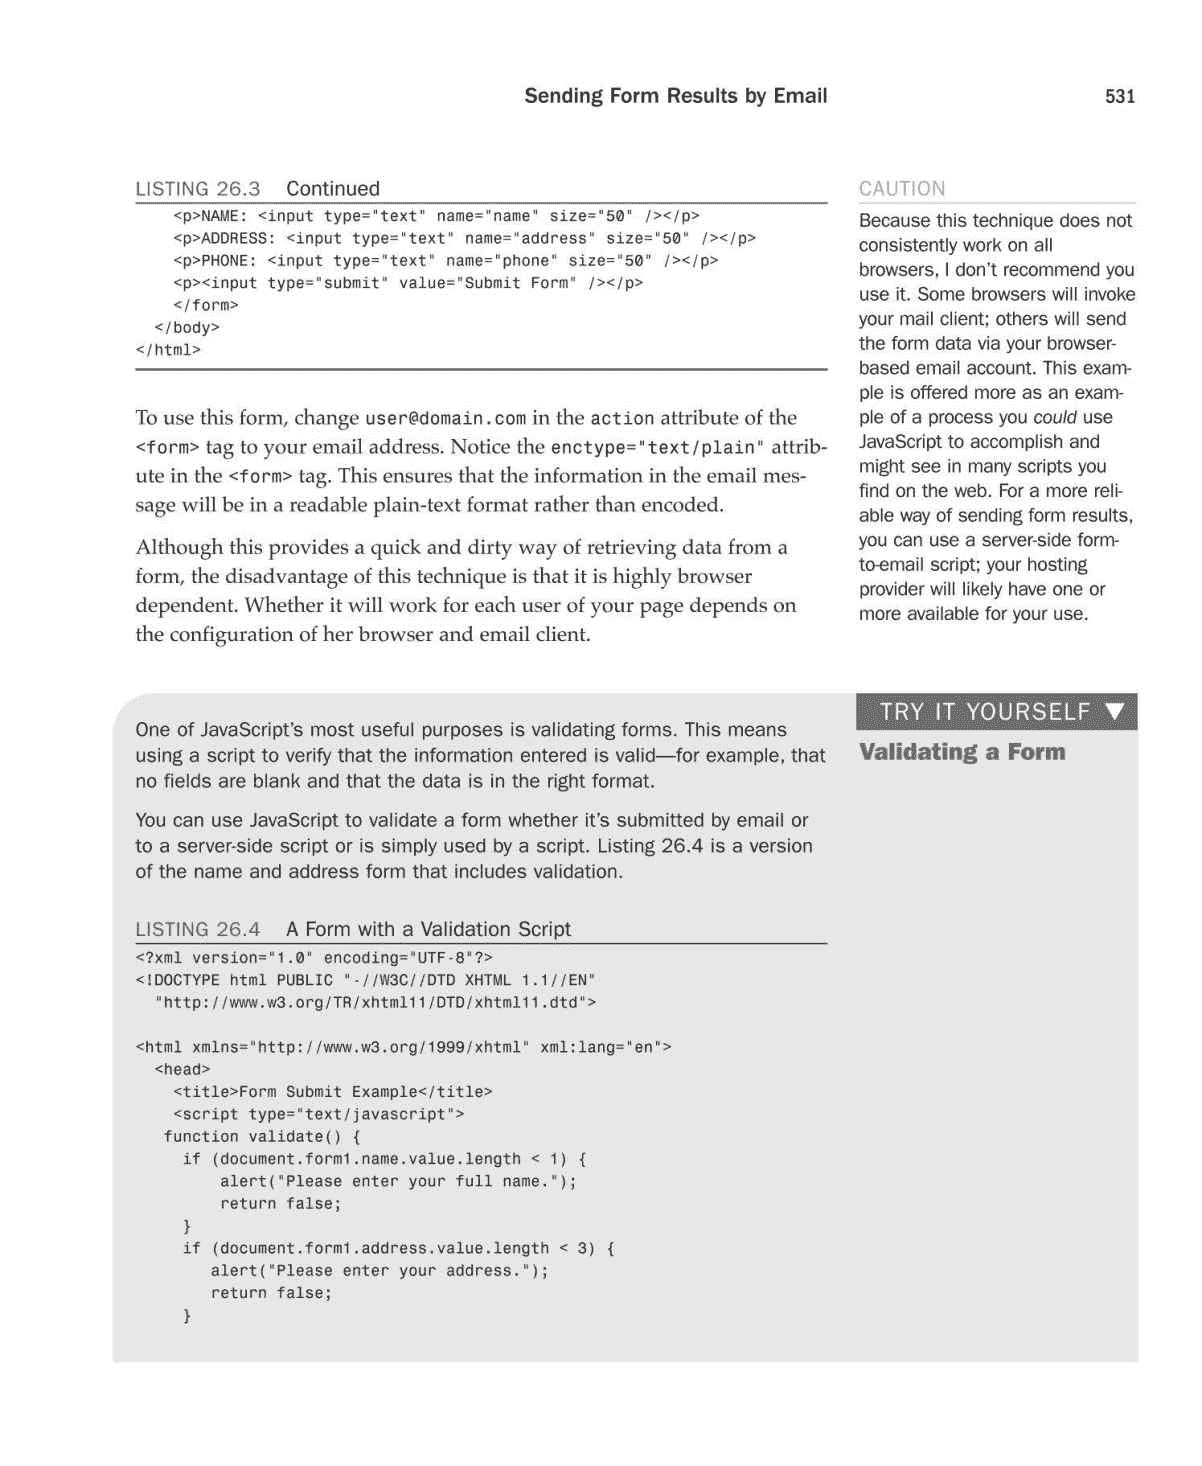 Sending Form Results by Email 531
LISTING 26.3 Continued
<p>NAME: <input type="text" name="name" size="50" /></p>
<p>ADDRESS: <input type="text" name="address" size="50" /></p>
<p>PHONE: <input type="text" name="phone" size="50" /></p>
<p><input type="submit" value="Submit Form" /></p>
</form>
</body>
</html>
To use this form, change user@domain.com in the action attribute of the
<form> tag to your email address. Notice the enctype="text/plain" attrib-
ute in the <form> tag. This ensures that the information in the email mes-
sage will be in a readable plain-text format rather than encoded.
Although this provides a quick and dirty way of retrieving data from a
form, the disadvantage of this technique is that it is highly browser
dependent. Whether it will work for each user of your page depends on
the configuration of her browser and email client.
CAUTION
Because this technique does not
consistently work on all
browsers, I don't recommend you
use it. Some browsers will invoke
your mail client; others will send
the form data via your browser-
based email account. This exam-
ple is offered more as an exam-
ple of a process you could use
JavaScript to accomplish and
might see in many scripts you
find on the web. For a more reli-
able way of sending form results,
you can use a server-side form-
to-email script; your hosting
provider will likely have one or
more available for your use.
TRY IT YOURSELF ▼
Validating a Form
One of JavaScript's most useful purposes is validating forms. This means
using a script to verify that the information entered is valid—for example, that
no fields are blank and that the data is in the right format.
You can use JavaScript to validate a form whether it's submitted by email or
to a server-side script or is simply used by a script. Listing 26.4 is a version
of the name and address form that includes validation.
LISTING 26.4 A Form with a Validation Script
<?xml version="1.0" encoding="UTF-8"?>
<!DOCTYPE html PUBLIC "-//W3C//DTD XHTML 1.1//EN"
"http://www.w3.org/TR/xhtml11/DTD/xhtml11.dtd">
<html xmlns="http://www.w3.org/1999/xhtml" xml:lang="en">
<head>
<title>Form Submit Example</title>
<script type="text/javascript">
function validate() {
if (document.form1.name.value.length < 1) {
alert("Please enter your full name.");
return false;
}
if (document.form1.address.value.length < 3) {
alert("Please enter your address.");
return false;
}